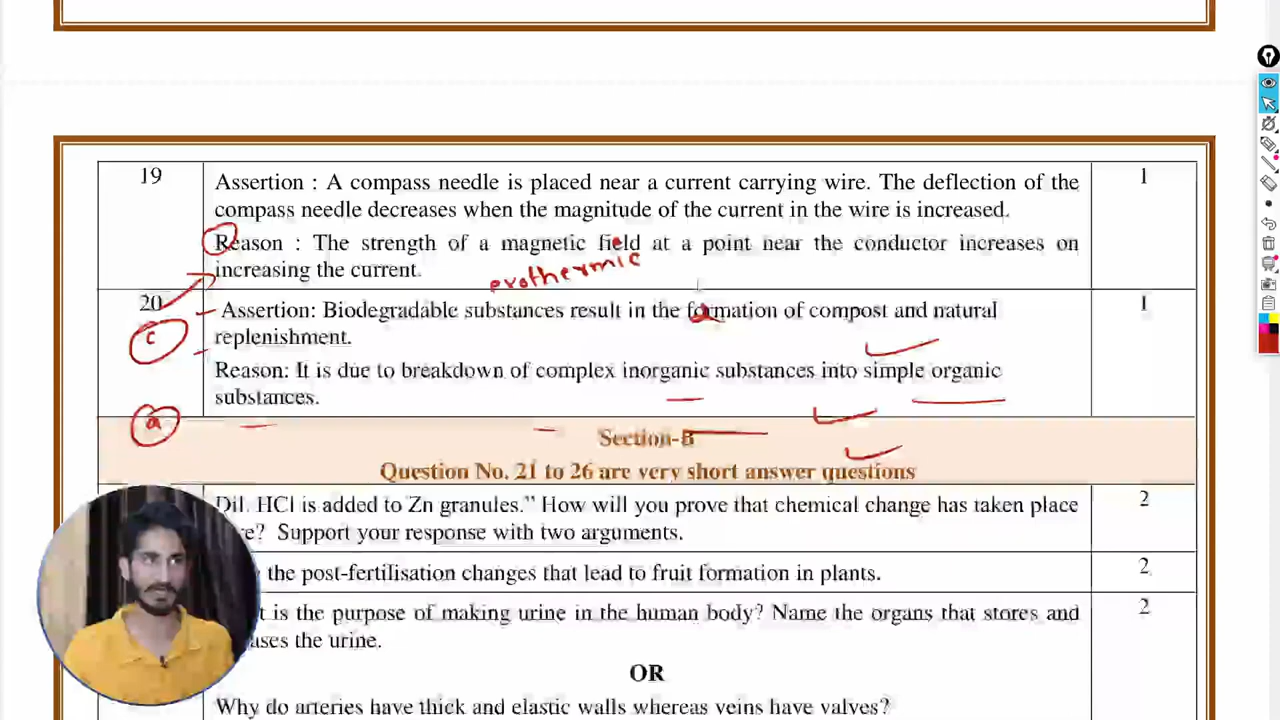 19
Assertion : A compass needle is placed near a current carrying wire. The deflection of the
1
compass needle decreases when the magnitude of the current in the wire is increased.
Reason : The strength of a magnetic field at a point near the conductor increases on
increasing the current.
exothermic
20
Assertion: Biodegradable substances result in the formation of compost and natural
1
replenishment.
c
Reason: It is due to breakdown of complex inorganic substances into simple organic
substances.
a
Section-B
Question No. 21 to 26 are very short answer questions
Dil. HCl is added to Zn granules.” How will you prove that chemical change has taken place
2
Support your response with two arguments.
the post-fertilisation changes that lead to fruit formation in plants.
2
is the purpose of making urine in the human body? Name the organs that stores and
2
the urine.
OR
Why do arteries have thick and elastic walls whereas veins have valves?